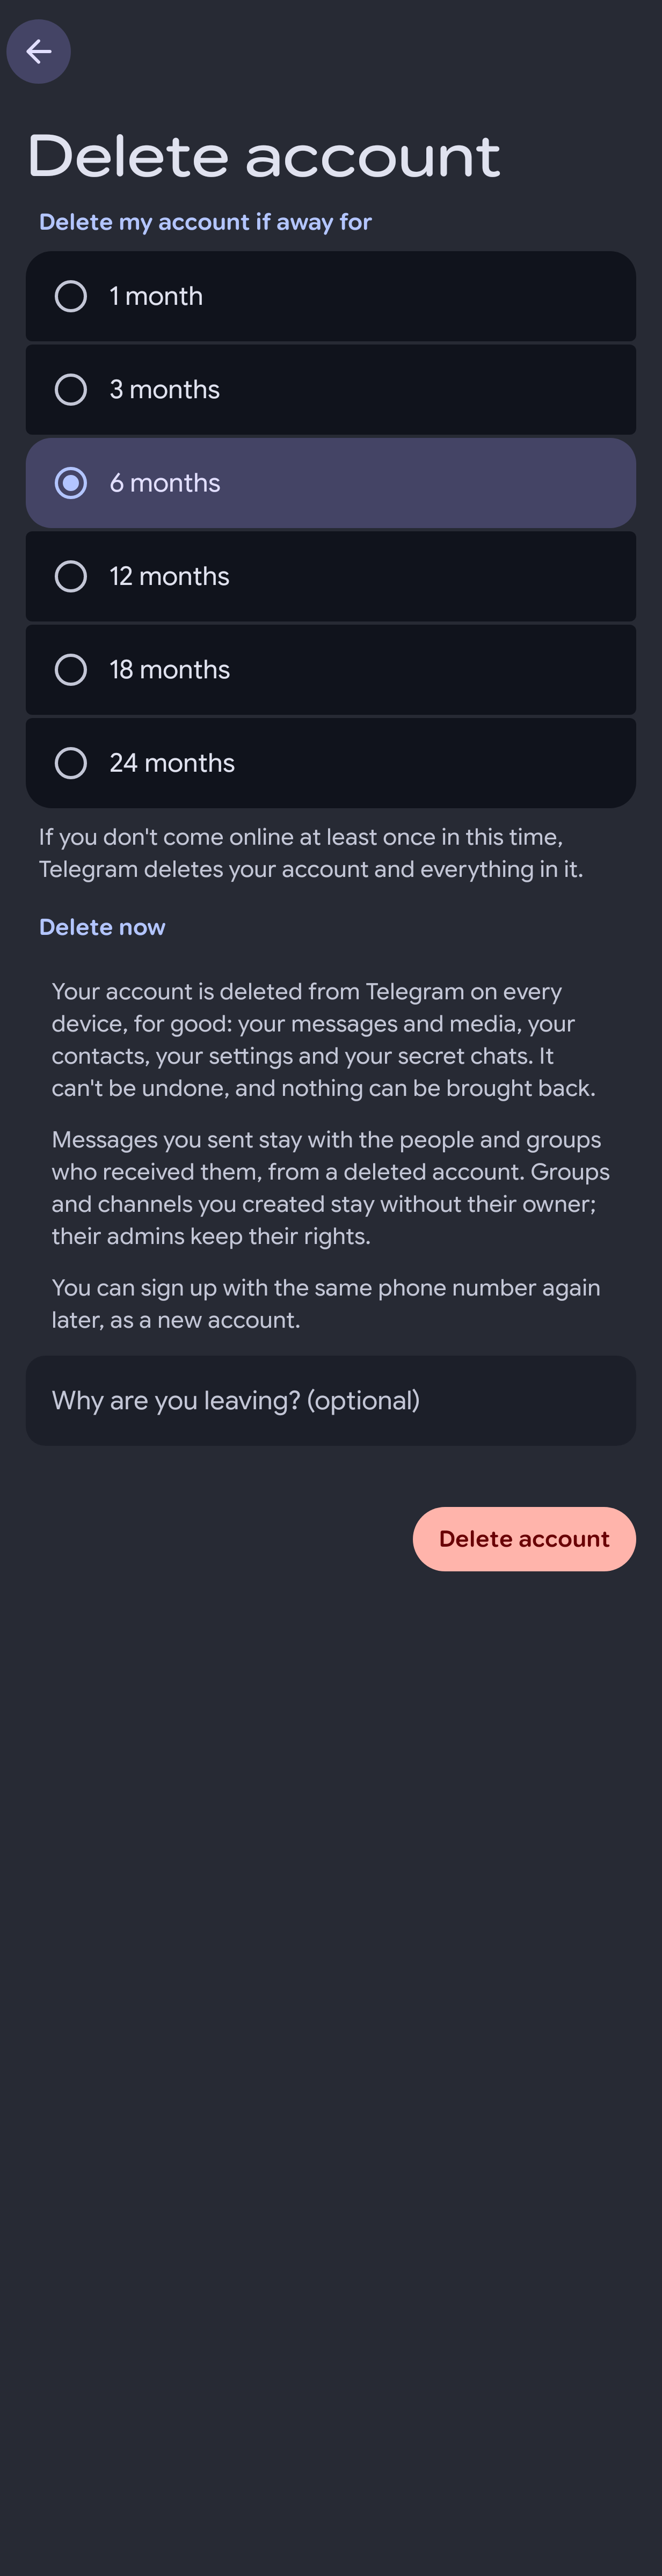 Delete account
Delete my account if away for
1 month
3 months
6 months
12 months
18 months
24 months
If you don't come online at least once in this time,
Telegram deletes your account and everything in it.
Delete now
Your account is deleted from Telegram on every
device, for good: your messages and media, your
contacts, your settings and your secret chats. It
can't be undone, and nothing can be brought back.
Messages you sent stay with the people and groups
who received them, from a deleted account. Groups
and channels you created stay without their owner;
their admins keep their rights.
You can sign up with the same phone number again
later, as a new account.
Why are you leaving? (optional)
Delete account